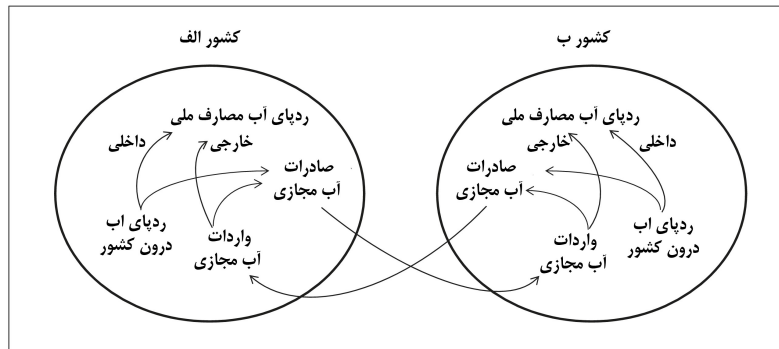 کشور الف
ردپای آب مصارف ملی
داخلی
خارجی
صادرات
آب مجازی
ردپای اب
درون کشور
واردات
آب مجازی
کشور ب
ردپای آب مصارف ملی
خارجی
داخلی
صادرات
آب مجازی
واردات
آب مجازی
ردپای اب
درون کشور